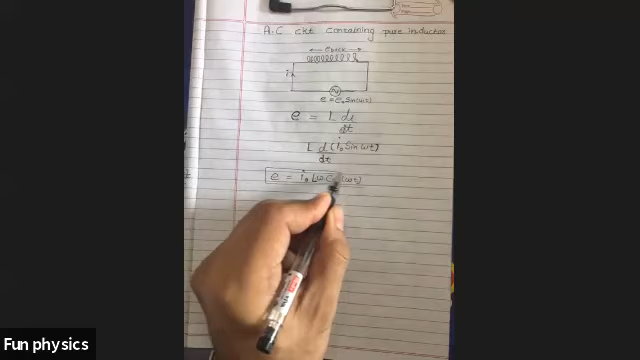 A.C ckt containing pure inductor
e back
i
e = e₀ Sin(ωt)
e = L di
dt
L d (i₀ Sin ωt)
dt
e = i₀ Lω (ωt)
Fun physics